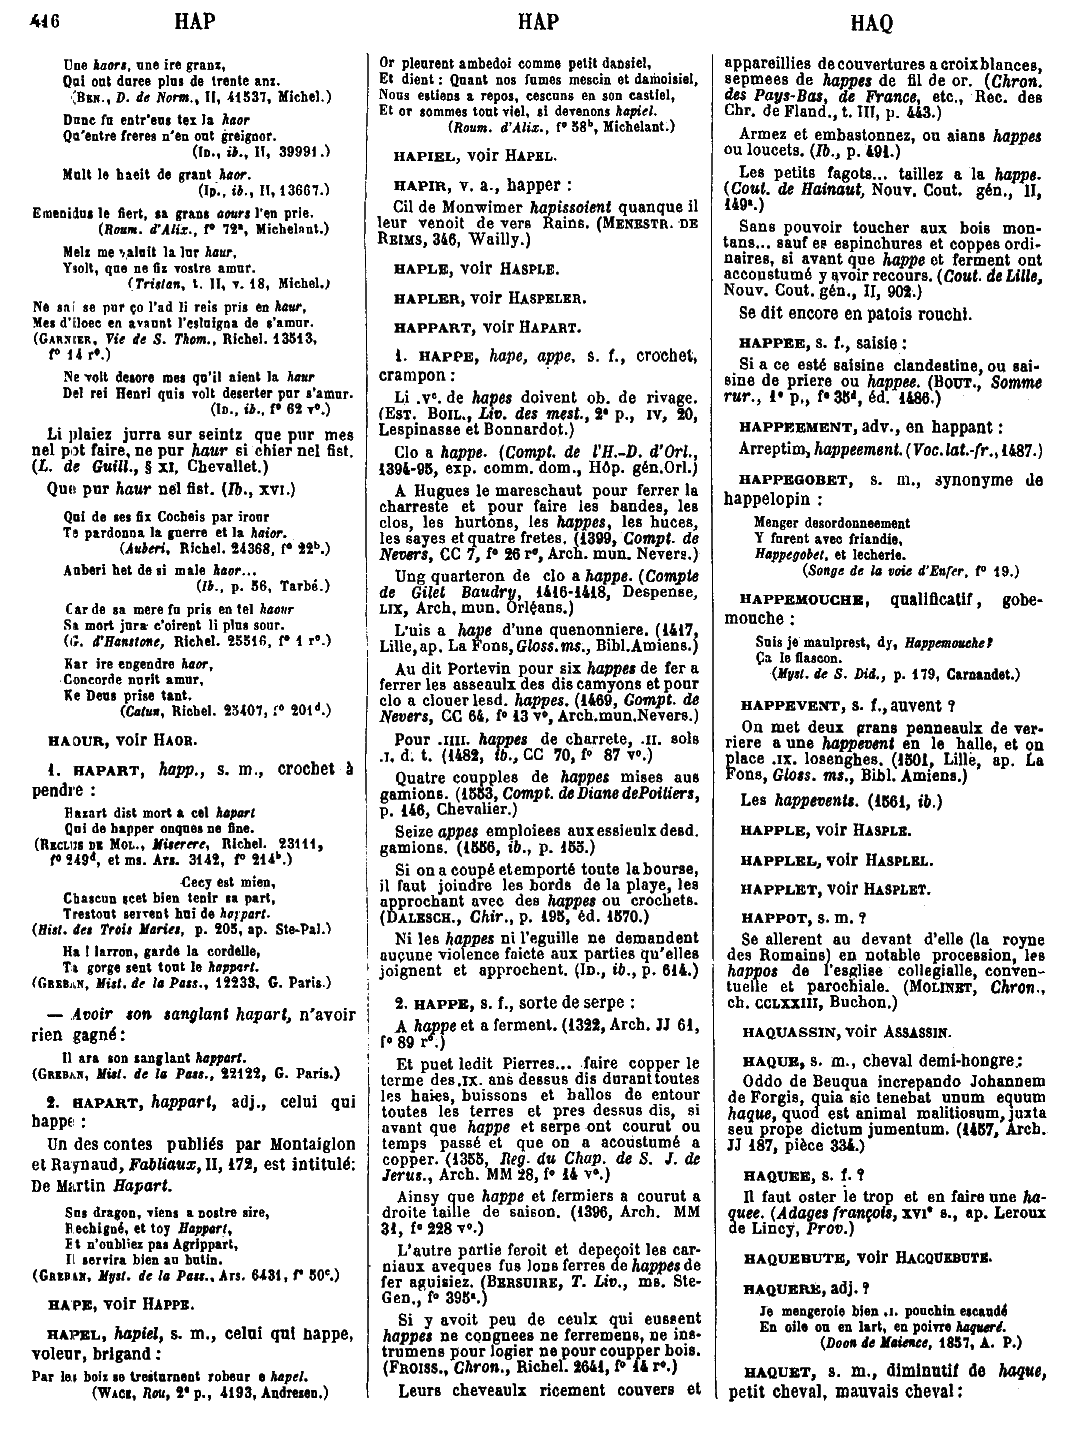 416 HAP HAP HAQ
Une haors, une ire granz,
Qui ont duree plus de trente anz.
(BEN., D. de Norm., II, 41537, Michel.)
Dunc fu entr'eus tex la haor
Qu'entre freres n'en out greignor.
(ID., ib., II, 39991.)
Mult le haeit de grant haor.
(ID., ib., II, 13667.)
Emenidus le fiert, sa grans aours l'en prie.
(Roum. d'Alix., f° 72ª, Michelant.)
Melz me valuit la lur haur,
Ysolt, que ne fiz vostre amur.
(Tristan, t. II, v. 18, Michel.)
Ne sai se pur ço l'ad li reis pris en haur,
Mes d'iloec en avaunt l'esluigna de s'amur.
(GARNIER, Vie de S. Thom., Richel. 13513,
f° 14 r°.)
Ne volt desore mes qu'il aient la haur
Del rei Henri quis volt deserter pur s'amur.
(ID., ib., f° 62 v°.)
Li plaiez jurra sur seintz que pur mes
nel pot faire, ne pur haur si chier nel fist.
(L. de Guill., § XI, Chevallet.)
Que pur haur nel fist. (Ib., XVI.)
Qui de ses fix Cocheis par irour
Te pardonna la guerre et la haior.
(Auberi, Richel. 24368, f° 22ᵇ.)
Auberi het de si male haor...
(Ib., p. 56, Tarbé.)
Car de sa mere fu pris en tel haour
Sa mort jura c'oirent li plus sour.
(G. d'Hanstone, Richel. 25516, f° 1 r°.)
Kar ire engendre haor,
Concorde norit amur,
Ke Deus prise tant.
(Catun, Richel. 25407, f° 201ᵈ.)
HAOUR, voir HAOR.
1. HAPART, happ., s. m., crochet à
pendre :
Hazart dist mort a cel hapart
Qui de happer onques ne fine.
(RECLUS DE MOL., Miserere, Richel. 23111,
f° 249ᵈ, et ms. Ars. 3142, f° 214ᵇ.)
Cecy est mien,
Chascun scet bien tenir sa part,
Trestout servent hui de happart.
(Hist. des Trois Maries, p. 205, ap. Ste-Pal.)
Ha ! larron, garde la cordelle,
Ta gorge sent tout le happart.
(GREBAN, Mist. de la Pass., 12233, G. Paris.)
— Avoir son sanglant hapart, n'avoir
rien gagné :
Il ara son sanglant happart.
(GREBAN, Mist. de la Pass., 22122, G. Paris.)
2. HAPART, happart, adj., celui qui
happe :
Un des contes publiés par Montaiglon
et Raynaud, Fabliaux, II, 172, est intitulé:
De Martin Hapart.
Sus dragon, viens a nostre sire,
Rechigné, et toy Happart,
Et n'oubliez pas Agrippart,
Il servira bien au butin.
(GREBAN, Myst. de la Pass., Ars. 6431, f° 50ᶜ.)
HAPE, voir HAPPE.
HAPEL, hapiel, s. m., celui qui happe,
voleur, brigand :
Par les boiz se tresturnent robeur e hapel.
(WACE, Rou, 2ᵉ p., 4193, Andresen.)
Or pleurent ambedoi comme petit dansiel,
Et dient : Quant nos fumes mescin et damoisiel,
Nous estiens a repos, cescuns en son castiel,
Et or sommes tout viel, si devenons hapiel.
(Roum. d'Alix., f° 58ᵇ, Michelant.)
HAPIEL, voir HAPEL.
HAPIR, v. a., happer :
Cil de Monwimer hapissoient quanque il
leur venoit de vers Rains. (MENESTR. DE
REIMS, 346, Wailly.)
HAPLE, voir HASPLE.
HAPLER, voir HASPELER.
HAPPART, voir HAPART.
1. HAPPE, hape, appe, s. f., crochet,
crampon :
Li .vᶜ. de hapes doivent ob. de rivage.
(EST. BOIL., Liv. des mest., 2ᵉ p., IV, 20,
Lespinasse et Bonnardot.)
Clo a happe. (Compt. de l'H.-D. d'Orl.,
1394-95, exp. comm. dom., Hôp. gén.Orl.)
A Hugues le mareschaut pour ferrer la
charreste et pour faire les bandes, les
clos, les hurtons, les happes, les huces,
les sayes et quatre fretes. (1399, Compt. de
Nevers, CC 7, f° 26 r°, Arch. mun. Nevers.)
Ung quarteron de clo a happe. (Compte
de Gilet Baudry, 1416-1418, Despense,
LIX, Arch. mun. Orléans.)
L'uis a hape d'une quenonniere. (1417,
Lille, ap. La Fons, Gloss. ms., Bibl. Amiens.)
Au dit Portevin pour six happes de fer a
ferrer les asseaulx des dis camyons et pour
clo a clouer lesd. happes. (1469, Compt. de
Nevers, CC 64, f° 13 v°, Arch.mun.Nevers.)
Pour .IIII. happes de charrete, .II. sols
.I. d. t. (1482, ib., CC 70, f° 87 v°.)
Quatre coupples de happes mises aus
gamions. (1553, Compt. de Diane de Poitiers,
p. 146, Chevalier.)
Seize appes emploiees aux essieulx desd.
gamions. (1556, ib., p. 155.)
Si on a coupé et emporté toute la bourse,
il faut joindre les bords de la playe, les
approchant avec des happes ou crochets.
(DALESCH., Chir., p. 195, éd. 1570.)
Ni les happes ni l'eguille ne demandent
aucune violence faicte aux parties qu'elles
joignent et approchent. (ID., ib., p. 614.)
2. HAPPE, s. f., sorte de serpe :
A happe et a ferment. (1322, Arch. JJ 61,
f° 89 r°.)
Et puet ledit Pierres... faire copper le
terme des .IX. ans dessus dis durant toutes
les haies, buissons et ballos de entour
toutes les terres et pres dessus dis, si
avant que happe et serpe ont courut ou
temps passé et que on a acoustumé a
copper. (1355, Reg. du Chap. de S. J. de
Jerus., Arch. MM 28, f° 14 v°.)
Ainsy que happe et fermiers a courut a
droite taille de saison. (1396, Arch. MM
31, f° 228 v°.)
L'autre partie feroit et depeçoit les car-
niaux aveques fus lons ferres de happes de
fer aguisiez. (BERSUIRE, T. Liv., ms. Ste-
Gen., f° 395ª.)
Si y avoit peu de ceulx qui eussent
happes ne congnees ne ferremens, ne ins-
trumens pour logier ne pour coupper bois.
(FROISS., Chron., Richel. 2641, f° 14 r°.)
Leurs cheveaulx ricement couvers et
appareillies de couvertures a croix blances,
sepmees de happes de fil de or. (Chron.
des Pays-Bas, de France, etc., Rec. des
Chr. de Fland., t. III, p. 443.)
Armez et embastonnez, ou aians happes
ou loucets. (Ib., p. 491.)
Les petits fagots... taillez a la happe.
(Cout. de Hainaut, Nouv. Cout. gén., II,
149ª.)
Sans pouvoir toucher aux bois mon-
tans... sauf es espinchures et coppes ordi-
naires, si avant que happe et ferment ont
accoustumé y avoir recours. (Cout. de Lille,
Nouv. Cout. gén., II, 902.)
Se dit encore en patois rouchi.
HAPPEE, s. f., saisie :
Si a ce esté saisine clandestine, ou sai-
sine de priere ou happee. (BOUT., Somme
rur., 1ᵉ p., f° 35ᵈ, éd. 1486.)
HAPPEEMENT, adv., en happant :
Arreptim, happeement. (Voc. lat.-fr., 1487.)
HAPPEGOBET, s. m., synonyme de
happelopin :
Menger desordonneement
Y furent avec friandie,
Happegobet, et lecherie.
(Songe de la voie d'Enfer, f° 19.)
HAPPEMOUCHE, qualificatif, gobe-
mouche :
Suis je maulprest, dy, Happemouche?
Ça le flascon.
(Myst. de S. Did., p. 179, Carnandet.)
HAPPEVENT, s. f., auvent ?
On met deux grans penneaulx de ver-
riere a une happevent en le halle, et on
place .IX. losenghes. (1501, Lille, ap. La
Fons, Gloss. ms., Bibl. Amiens.)
Les happevents. (1561, ib.)
HAPPLE, voir HASPLE.
HAPPLEL, voir HASPLEL.
HAPPLET, voir HASPLET.
HAPPOT, s. m. ?
Se allerent au devant d'elle (la royne
des Romains) en notable procession, les
happos de l'esglise collegialle, conven-
tuelle et parochiale. (MOLINET, Chron.,
ch. CCLXXIII, Buchon.)
HAQUASSIN, voir ASSASSIN.
HAQUE, s. m., cheval demi-hongre :
Oddo de Beuqua increpando Johannem
de Forgis, quia sic tenebat unum equum
haque, quod est animal malitiosum, juxta
seu prope dictum jumentum. (1457, Arch.
JJ 187, pièce 334.)
HAQUEE, s. f. ?
Il faut oster le trop et en faire une ha-
quee. (Adages françois, XVIᵉ s., ap. Leroux
de Lincy, Prov.)
HAQUEBUTE, voir HACQUEBUTE.
HAQUERE, adj. ?
Je mengeroie bien .I. pouchin escaudé
En oile ou en lart, en poivre haqueré.
(Doon de Maience, 1857, A. P.)
HAQUET, s. m., diminutif de haque,
petit cheval, mauvais cheval :